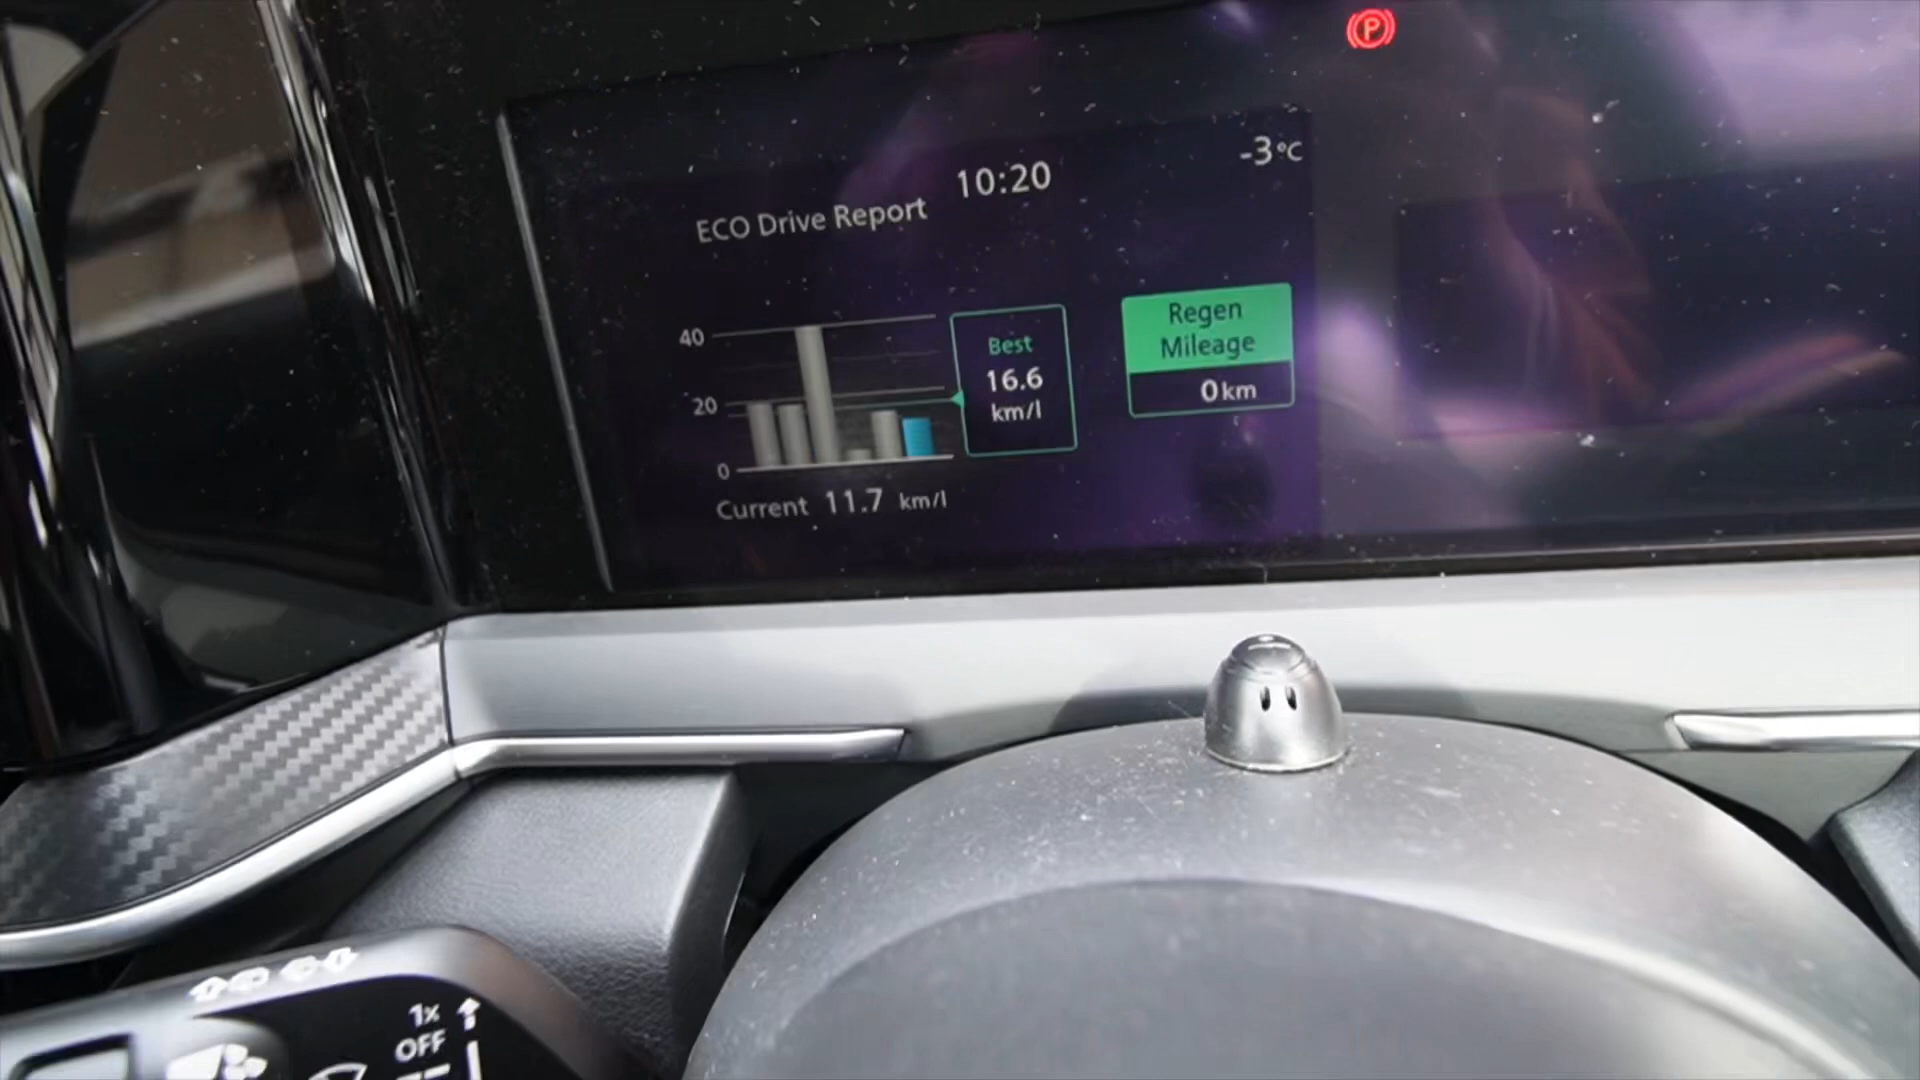 P
-3°C
10:20
ECO Drive Report
40
20
0
Best
16.6
km/l
Regen
Mileage
0km
Current 11.7 km/l
1x
OFF